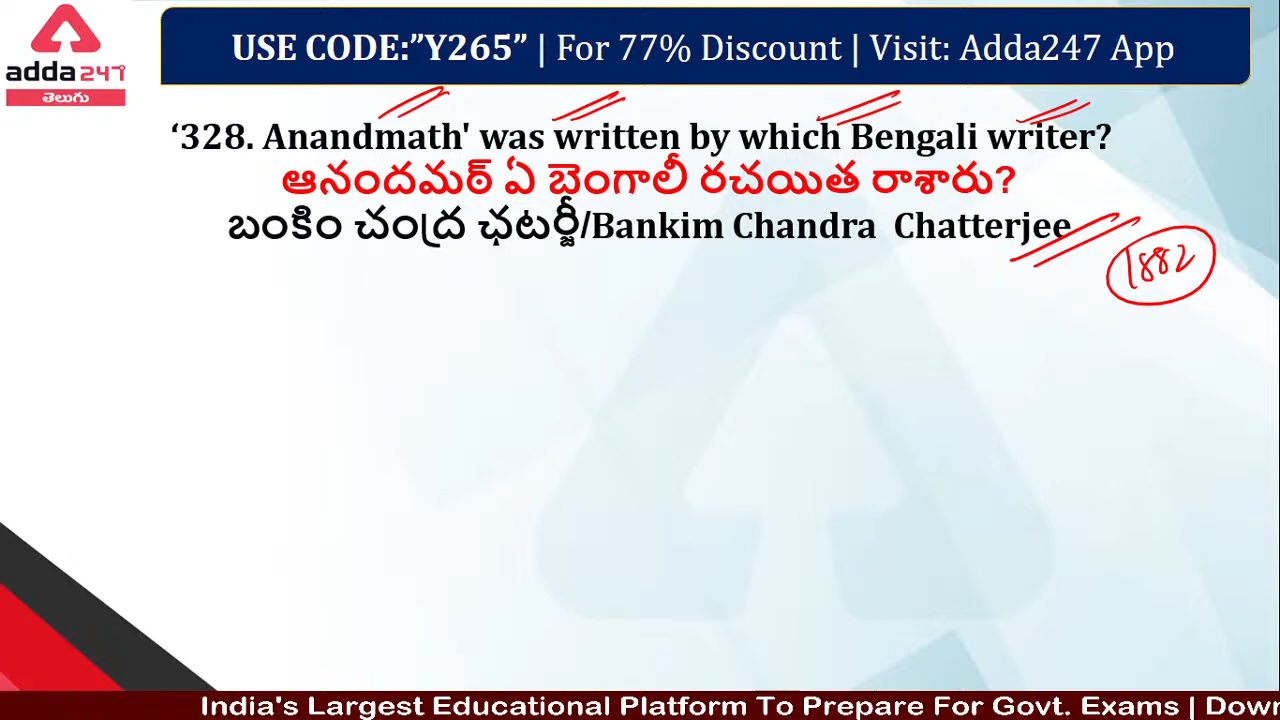 adda247
తెలుగు
USE CODE:”Y265” | For 77% Discount | Visit: Adda247 App
‘328. Anandmath' was written by which Bengali writer?
ఆనందమఠ్ ఏ బెంగాలీ రచయిత రాశారు?
బంకిం చంద్ర ఛటర్జీ/Bankim Chandra Chatterjee
1882
India's Largest Educational Platform To Prepare For Govt. Exams | Dow